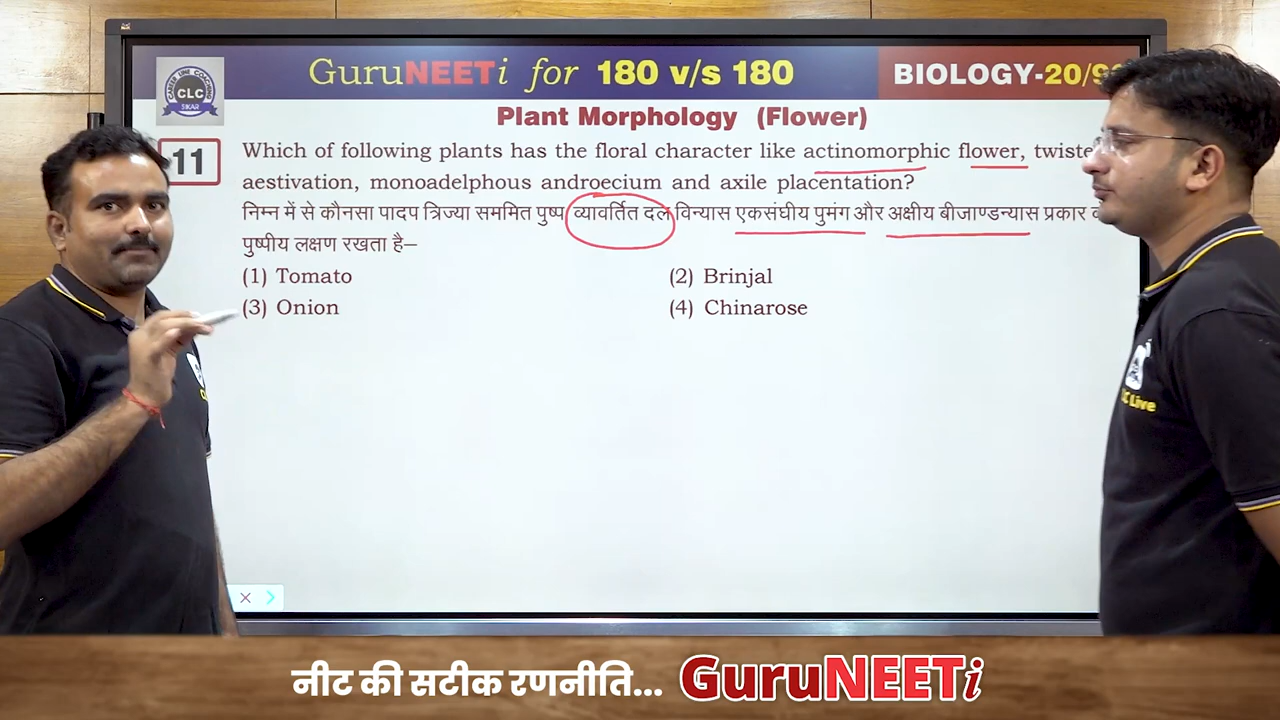 GuruNEETi for 180 v/s 180
BIOLOGY-20/9
CLC
SIKAR
Plant Morphology (Flower)
11
Which of following plants has the floral character like actinomorphic flower, twiste
aestivation, monoadelphous androecium and axile placentation?
निम्न में से कौनसा पादप त्रिज्या सममित पुष्प व्यावर्तित दल विन्यास एकसंघीय पुमंग और अक्षीय बीजाण्डन्यास प्रकार
पुष्पीय लक्षण रखता है–
(1) Tomato
(2) Brinjal
(3) Onion
(4) Chinarose
Live
नीट की सटीक रणनीति... GuruNEETi